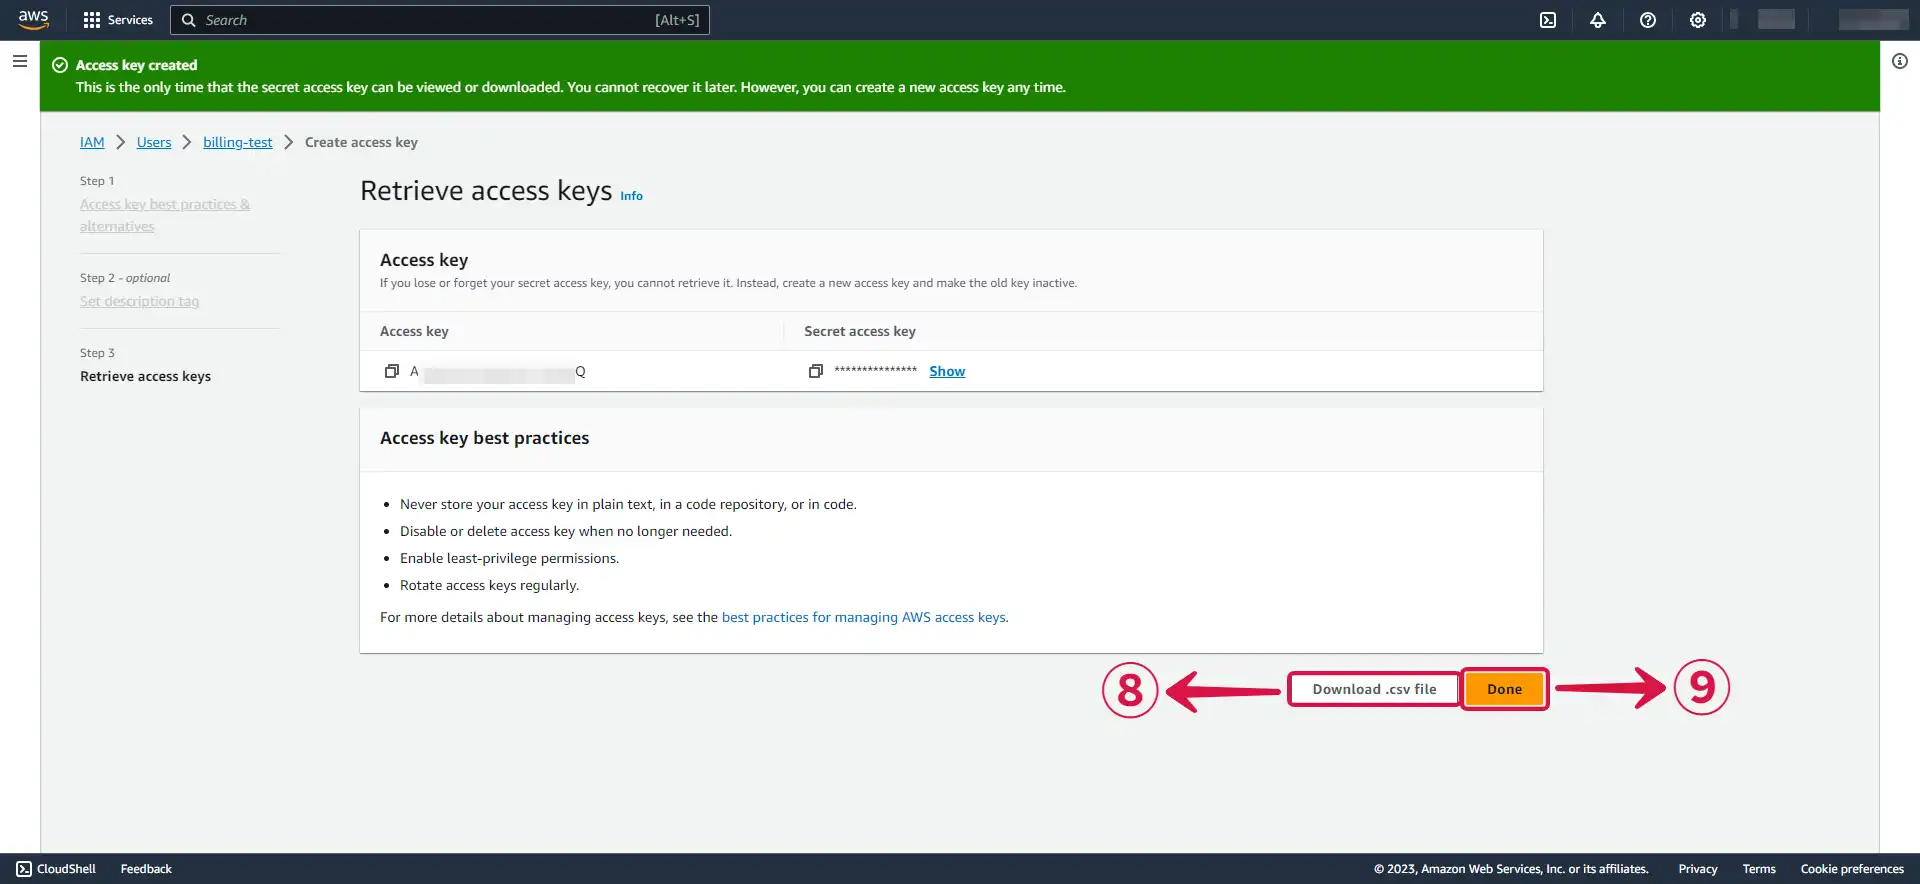 aws
Services
Search
[Alt+S]
Access key created
This is the only time that the secret access key can be viewed or downloaded. You cannot recover it later. However, you can create a new access key any time.
IAM > Users > billing-test > Create access key
Step 1
Access key best practices &
alternatives
Step 2 - optional
Set description tag
Step 3
Retrieve access keys
Retrieve access keys Info
Access key
If you lose or forget your secret access key, you cannot retrieve it. Instead, create a new access key and make the old key inactive.
Access key
Secret access key
A Q
*************** Show
Access key best practices
• Never store your access key in plain text, in a code repository, or in code.
• Disable or delete access key when no longer needed.
• Enable least-privilege permissions.
• Rotate access keys regularly.
For more details about managing access keys, see the best practices for managing AWS access keys.
8
Download .csv file
Done
9
CloudShell
Feedback
© 2023, Amazon Web Services, Inc. or its affiliates.
Privacy
Terms
Cookie preferences